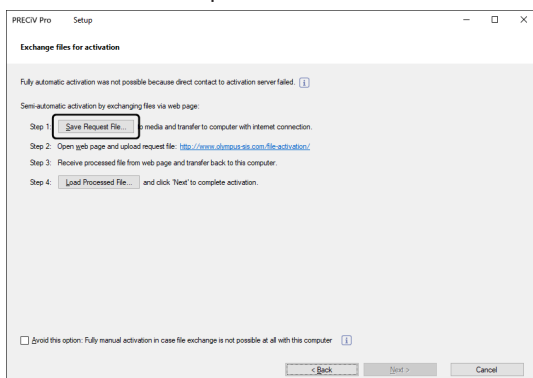 PRECiV Pro Setup
Exchange files for activation
Fully automatic activation was not possible because direct contact to activation server failed. i
Semi-automatic activation by exchanging files via web page:
Step 1: Save Request File... to media and transfer to computer with internet connection.
Step 2: Open web page and upload request file: http://www.olympus-sis.com/file-activation/
Step 3: Receive processed file from web page and transfer back to this computer.
Step 4: Load Processed File... and click 'Next' to complete activation.
Avoid this option: Fully manual activation in case file exchange is not possible at all with this computer i
< Back Next > Cancel